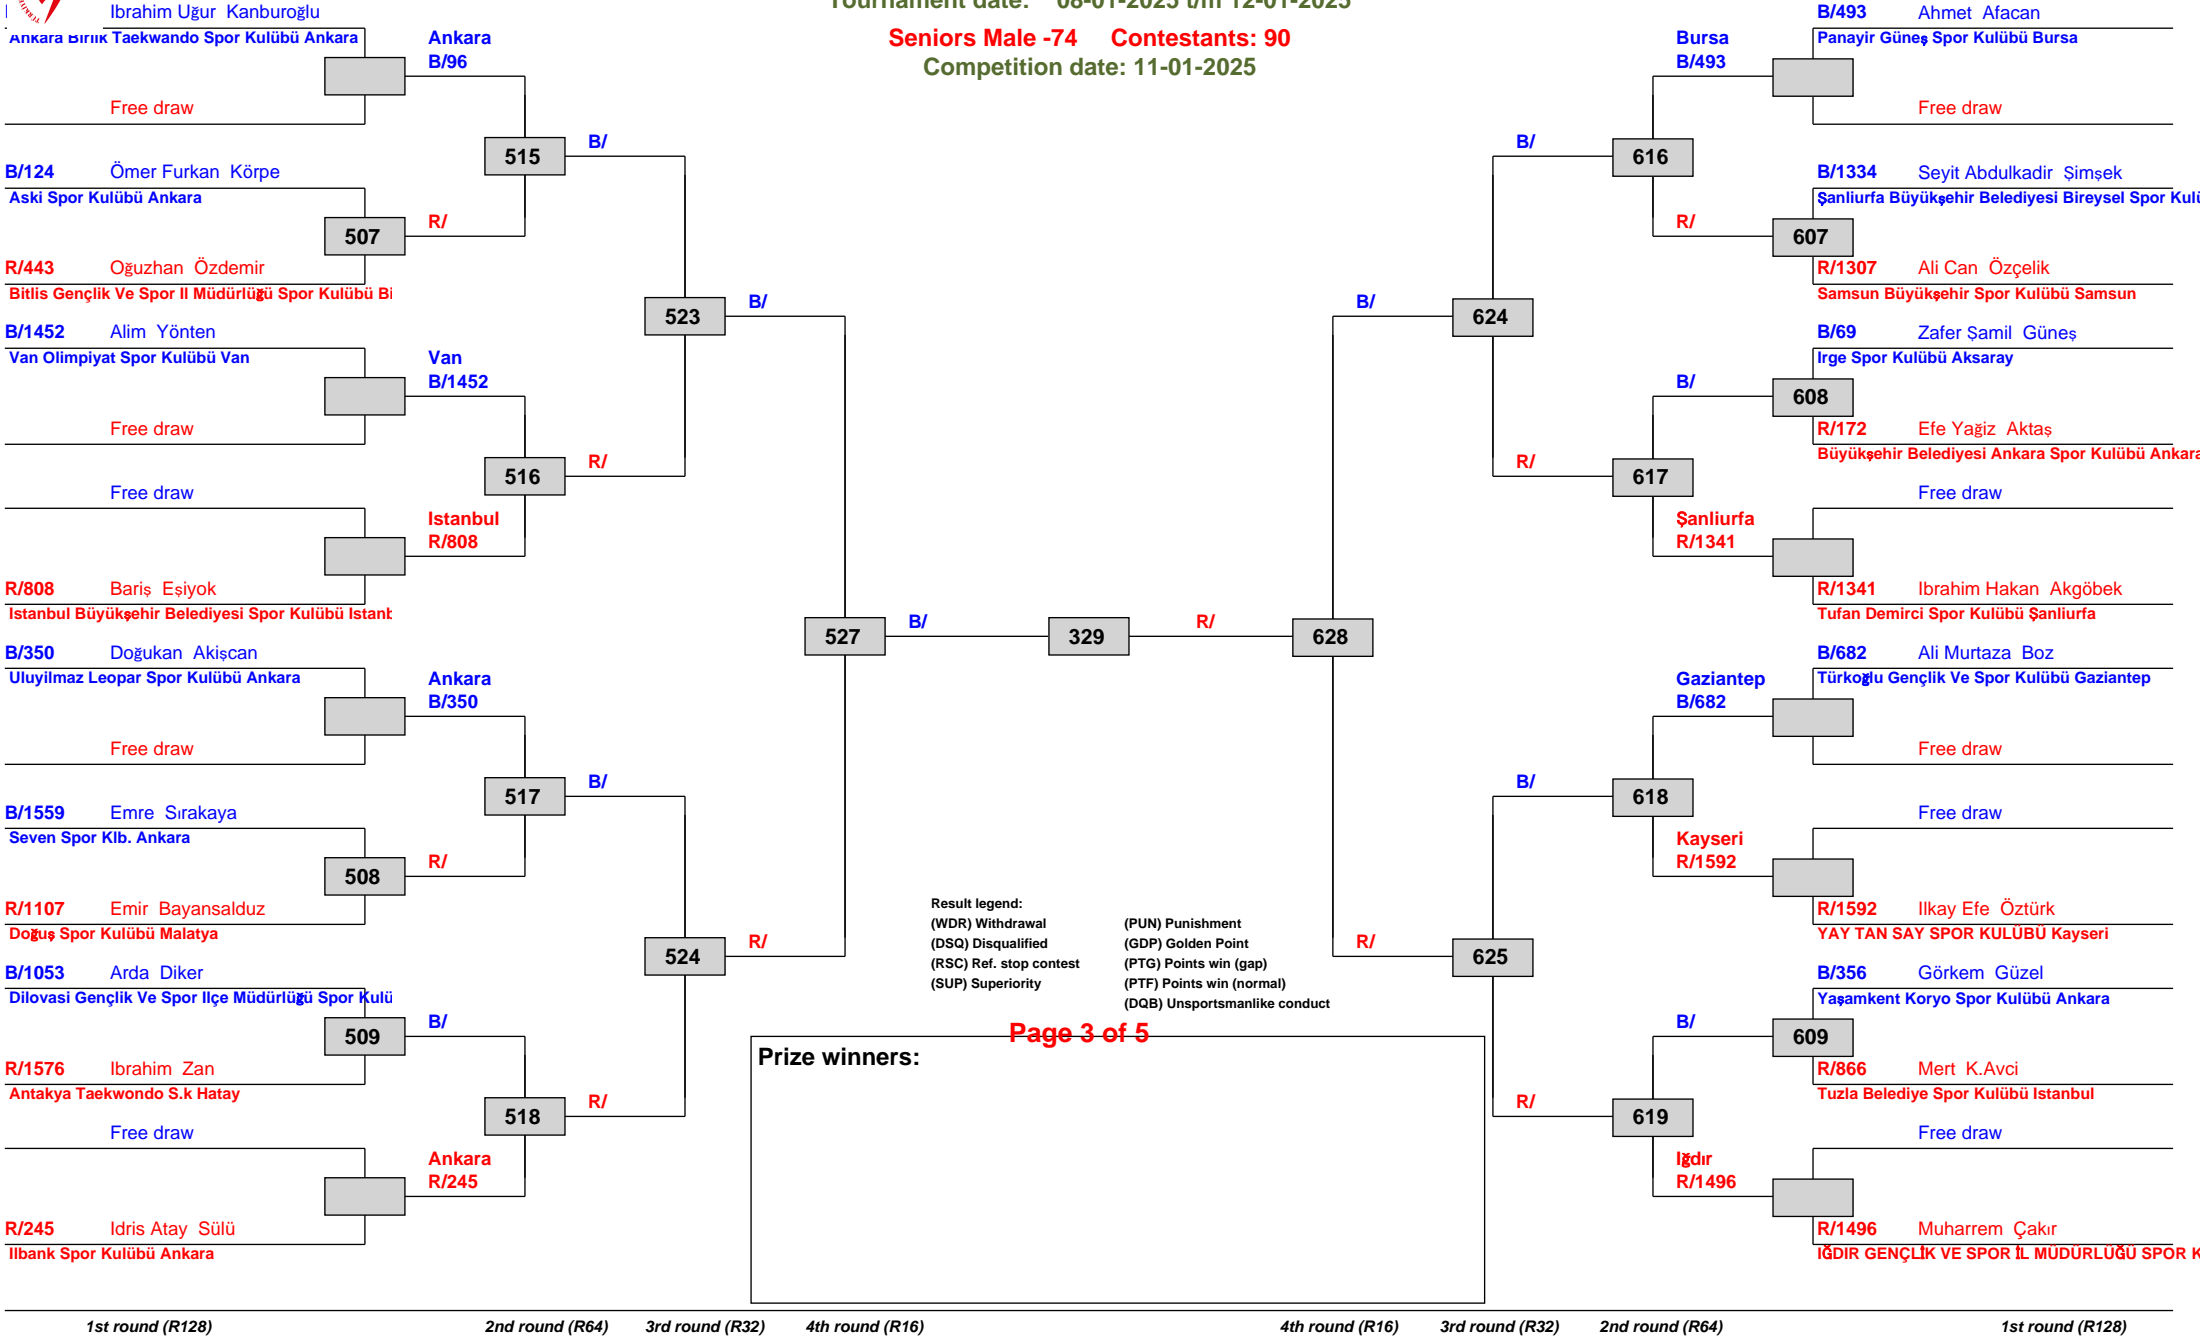 Tournament date: 08-01-2025 t/m 12-01-2025
Seniors Male -74 Contestants: 90
Competition date: 11-01-2025
Ibrahim Uğur Kanburoğlu
Ankara Birlik Taekwando Spor Kulübü Ankara
Free draw
Ankara
B/96
B/124 Ömer Furkan Körpe
Aski Spor Kulübü Ankara
507
R/443 Oğuzhan Özdemir
Bitlis Gençlik Ve Spor Il Müdürlüğü Spor Kulübü Bi
R/
515
B/
B/1452 Alim Yönten
Van Olimpiyat Spor Kulübü Van
Free draw
Van
B/1452
Free draw
R/808 Bariş Eşiyok
Istanbul Büyükşehir Belediyesi Spor Kulübü Istanb
Istanbul
R/808
516
R/
523
B/
B/350 Doğukan Akişcan
Uluyilmaz Leopar Spor Kulübü Ankara
Free draw
Ankara
B/350
B/1559 Emre Sırakaya
Seven Spor Klb. Ankara
508
R/1107 Emir Bayansalduz
Doğuş Spor Kulübü Malatya
R/
517
B/
B/1053 Arda Diker
Dilovasi Gençlik Ve Spor Ilçe Müdürlüğü Spor Kulü
509
R/1576 Ibrahim Zan
Antakya Taekwondo S.k Hatay
B/
Free draw
R/245 Idris Atay Sülü
Ilbank Spor Kulübü Ankara
Ankara
R/245
518
R/
524
R/
527
B/
329
R/
628
B/493 Ahmet Afacan
Panayir Güneş Spor Kulübü Bursa
Free draw
Bursa
B/493
B/1334 Seyit Abdulkadir Şimşek
Şanliurfa Büyükşehir Belediyesi Bireysel Spor Kulü
607
R/1307 Ali Can Özçelik
Samsun Büyükşehir Spor Kulübü Samsun
R/
616
B/
B/69 Zafer Şamil Güneş
Irge Spor Kulübü Aksaray
608
R/172 Efe Yağiz Aktaş
Büyükşehir Belediyesi Ankara Spor Kulübü Ankara
B/
Free draw
R/1341 Ibrahim Hakan Akgöbek
Tufan Demirci Spor Kulübü Şanliurfa
Şanliurfa
R/1341
617
R/
624
B/
B/682 Ali Murtaza Boz
Türkoğlu Gençlik Ve Spor Kulübü Gaziantep
Free draw
Gaziantep
B/682
Free draw
R/1592 Ilkay Efe Öztürk
YAY TAN SAY SPOR KULÜBÜ Kayseri
Kayseri
R/1592
618
B/
B/356 Görkem Güzel
Yaşamkent Koryo Spor Kulübü Ankara
609
R/866 Mert K.Avci
Tuzla Belediye Spor Kulübü Istanbul
B/
Free draw
R/1496 Muharrem Çakır
IĞDIR GENÇLİK VE SPOR İL MÜDÜRLÜĞÜ SPOR K
Iğdır
R/1496
619
R/
625
R/
Result legend:
(WDR) Withdrawal (PUN) Punishment
(DSQ) Disqualified (GDP) Golden Point
(RSC) Ref. stop contest (PTG) Points win (gap)
(SUP) Superiority (PTF) Points win (normal)
(DQB) Unsportsmanlike conduct
Page 3 of 5
Prize winners:
1st round (R128) 2nd round (R64) 3rd round (R32) 4th round (R16) 4th round (R16) 3rd round (R32) 2nd round (R64) 1st round (R128)